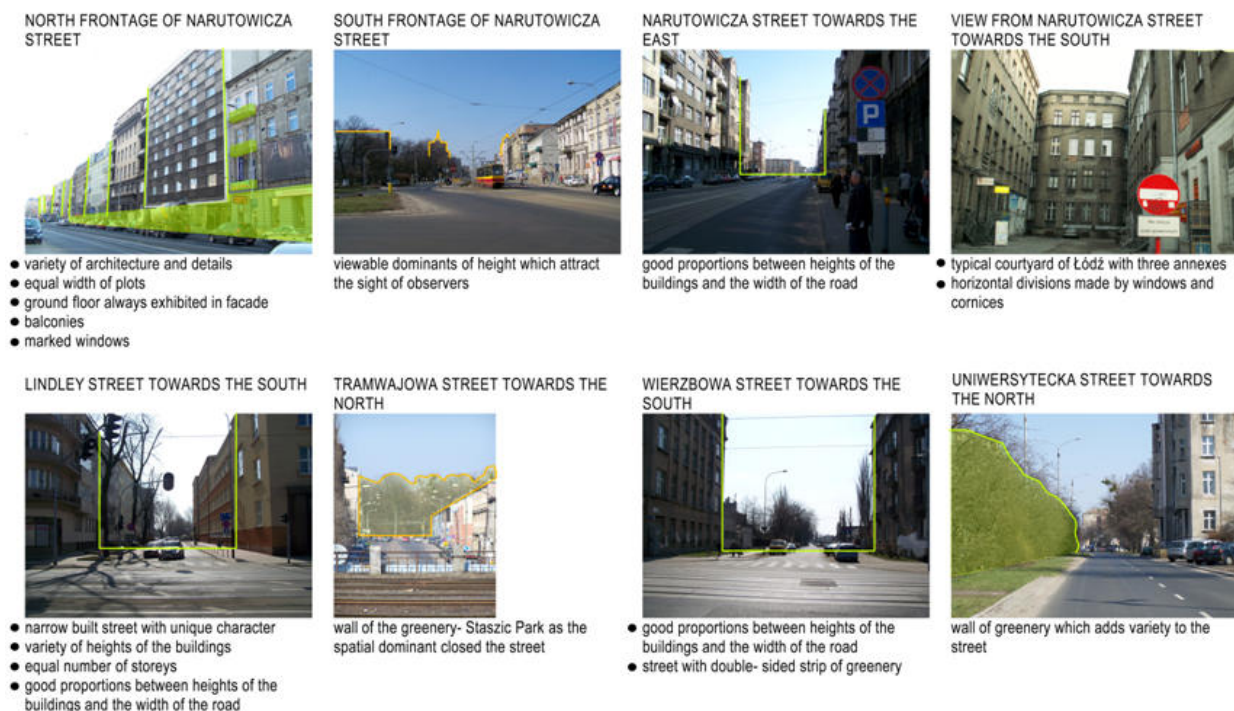 NORTH FRONTAGE OF NARUTOWICZA
STREET
● variety of architecture and details
● equal width of plots
● ground floor always exhibited in facade
● balconies
● marked windows
SOUTH FRONTAGE OF NARUTOWICZA
STREET
viewable dominants of height which attract
the sight of observers
NARUTOWICZA STREET TOWARDS THE
EAST
P
good proportions between heights of the
buildings and the width of the road
VIEW FROM NARUTOWICZA STREET
TOWARDS THE SOUTH
● typical courtyard of Łódź with three annexes
● horizontal divisions made by windows and
cornices
LINDLEY STREET TOWARDS THE SOUTH
● narrow built street with unique character
● variety of heights of the buildings
● equal number of storeys
● good proportions between heights of the
buildings and the width of the road
TRAMWAJOWA STREET TOWARDS THE
NORTH
wall of the greenery- Staszic Park as the
spatial dominant closed the street
WIERZBOWA STREET TOWARDS THE
SOUTH
● good proportions between heights of the
buildings and the width of the road
● street with double- sided strip of greenery
UNIWERSYTECKA STREET TOWARDS
THE NORTH
wall of greenery which adds variety to the
street